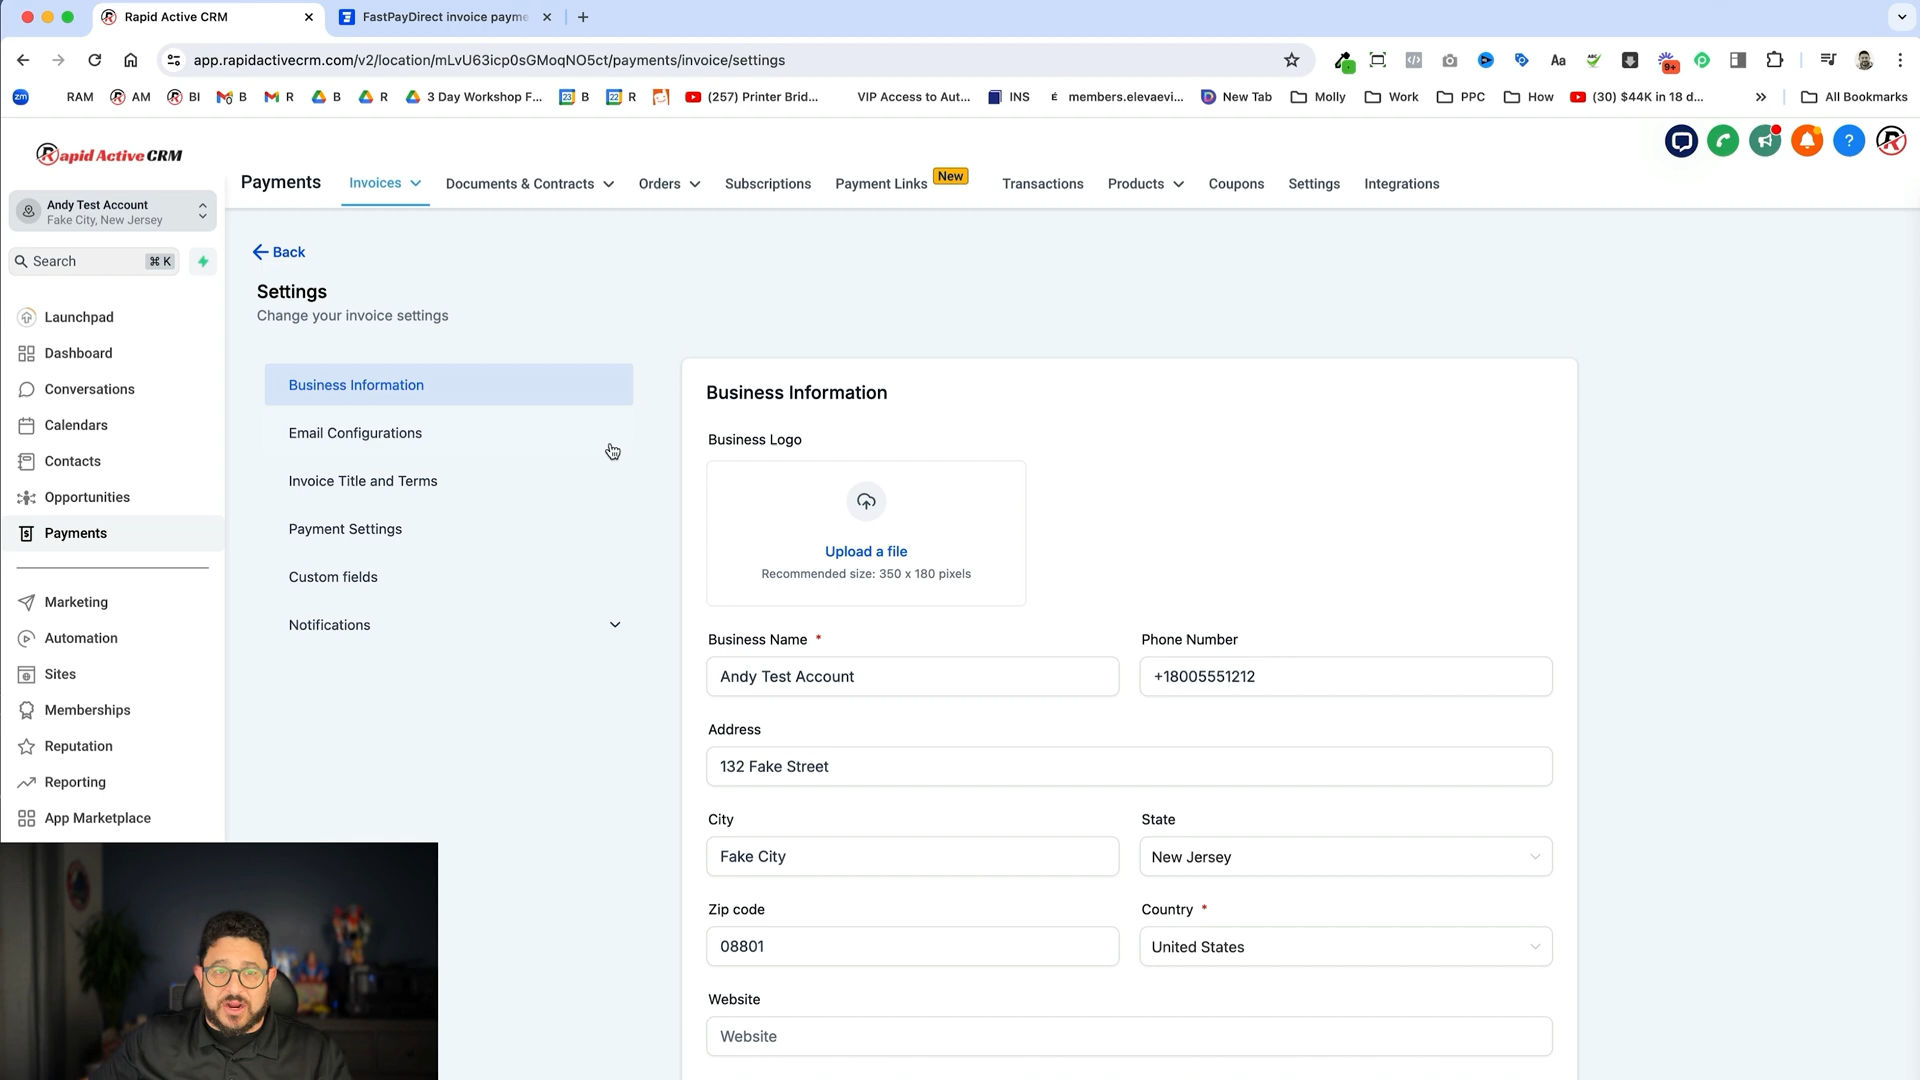 Rapid Active CRM
FastPayDirect invoice payme
app.rapidactivecrm.com/v2/location/mLvU63icp0sGMoqNO5ct/payments/invoice/settings
Aa
9+
zm
RAM
AM
BI
B
R
B
R
3 Day Workshop F...
23
B
22
R
(257) Printer Brid...
VIP Access to Aut...
INS
É
members.elevaevi...
New Tab
Molly
Work
PPC
How
(30) $44K in 18 d...
»
All Bookmarks
Rapid Active CRM
Andy Test Account
Fake City, New Jersey
Search
⌘ K
Launchpad
Dashboard
Conversations
Calendars
Contacts
Opportunities
Payments
Marketing
Automation
Sites
Memberships
Reputation
Reporting
App Marketplace
Payments
Invoices
Documents & Contracts
Orders
Subscriptions
Payment Links
New
Transactions
Products
Coupons
Settings
Integrations
?
Back
Settings
Change your invoice settings
Business Information
Email Configurations
Invoice Title and Terms
Payment Settings
Custom fields
Notifications
Business Information
Business Logo
Upload a file
Recommended size: 350 x 180 pixels
Business Name *
Phone Number
Andy Test Account
+18005551212
Address
132 Fake Street
City
State
Fake City
New Jersey
Zip code
Country *
08801
United States
Website
Website